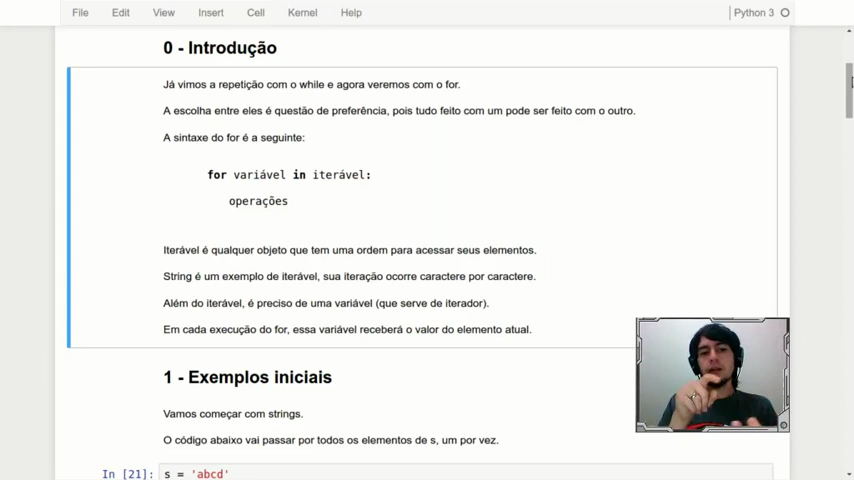 File Edit View Insert Cell Kernel Help Python 3
0 - Introdução
Já vimos a repetição com o while e agora veremos com o for.
A escolha entre eles é questão de preferência, pois tudo feito com um pode ser feito com o outro.
A sintaxe do for é a seguinte:
for variável in iterável:
operações
Iterável é qualquer objeto que tem uma ordem para acessar seus elementos.
String é um exemplo de iterável, sua iteração ocorre caractere por caractere.
Além do iterável, é preciso de uma variável (que serve de iterador).
Em cada execução do for, essa variável receberá o valor do elemento atual.
1 - Exemplos iniciais
Vamos começar com strings.
O código abaixo vai passar por todos os elementos de s, um por vez.
In [21]: s = 'abcd'